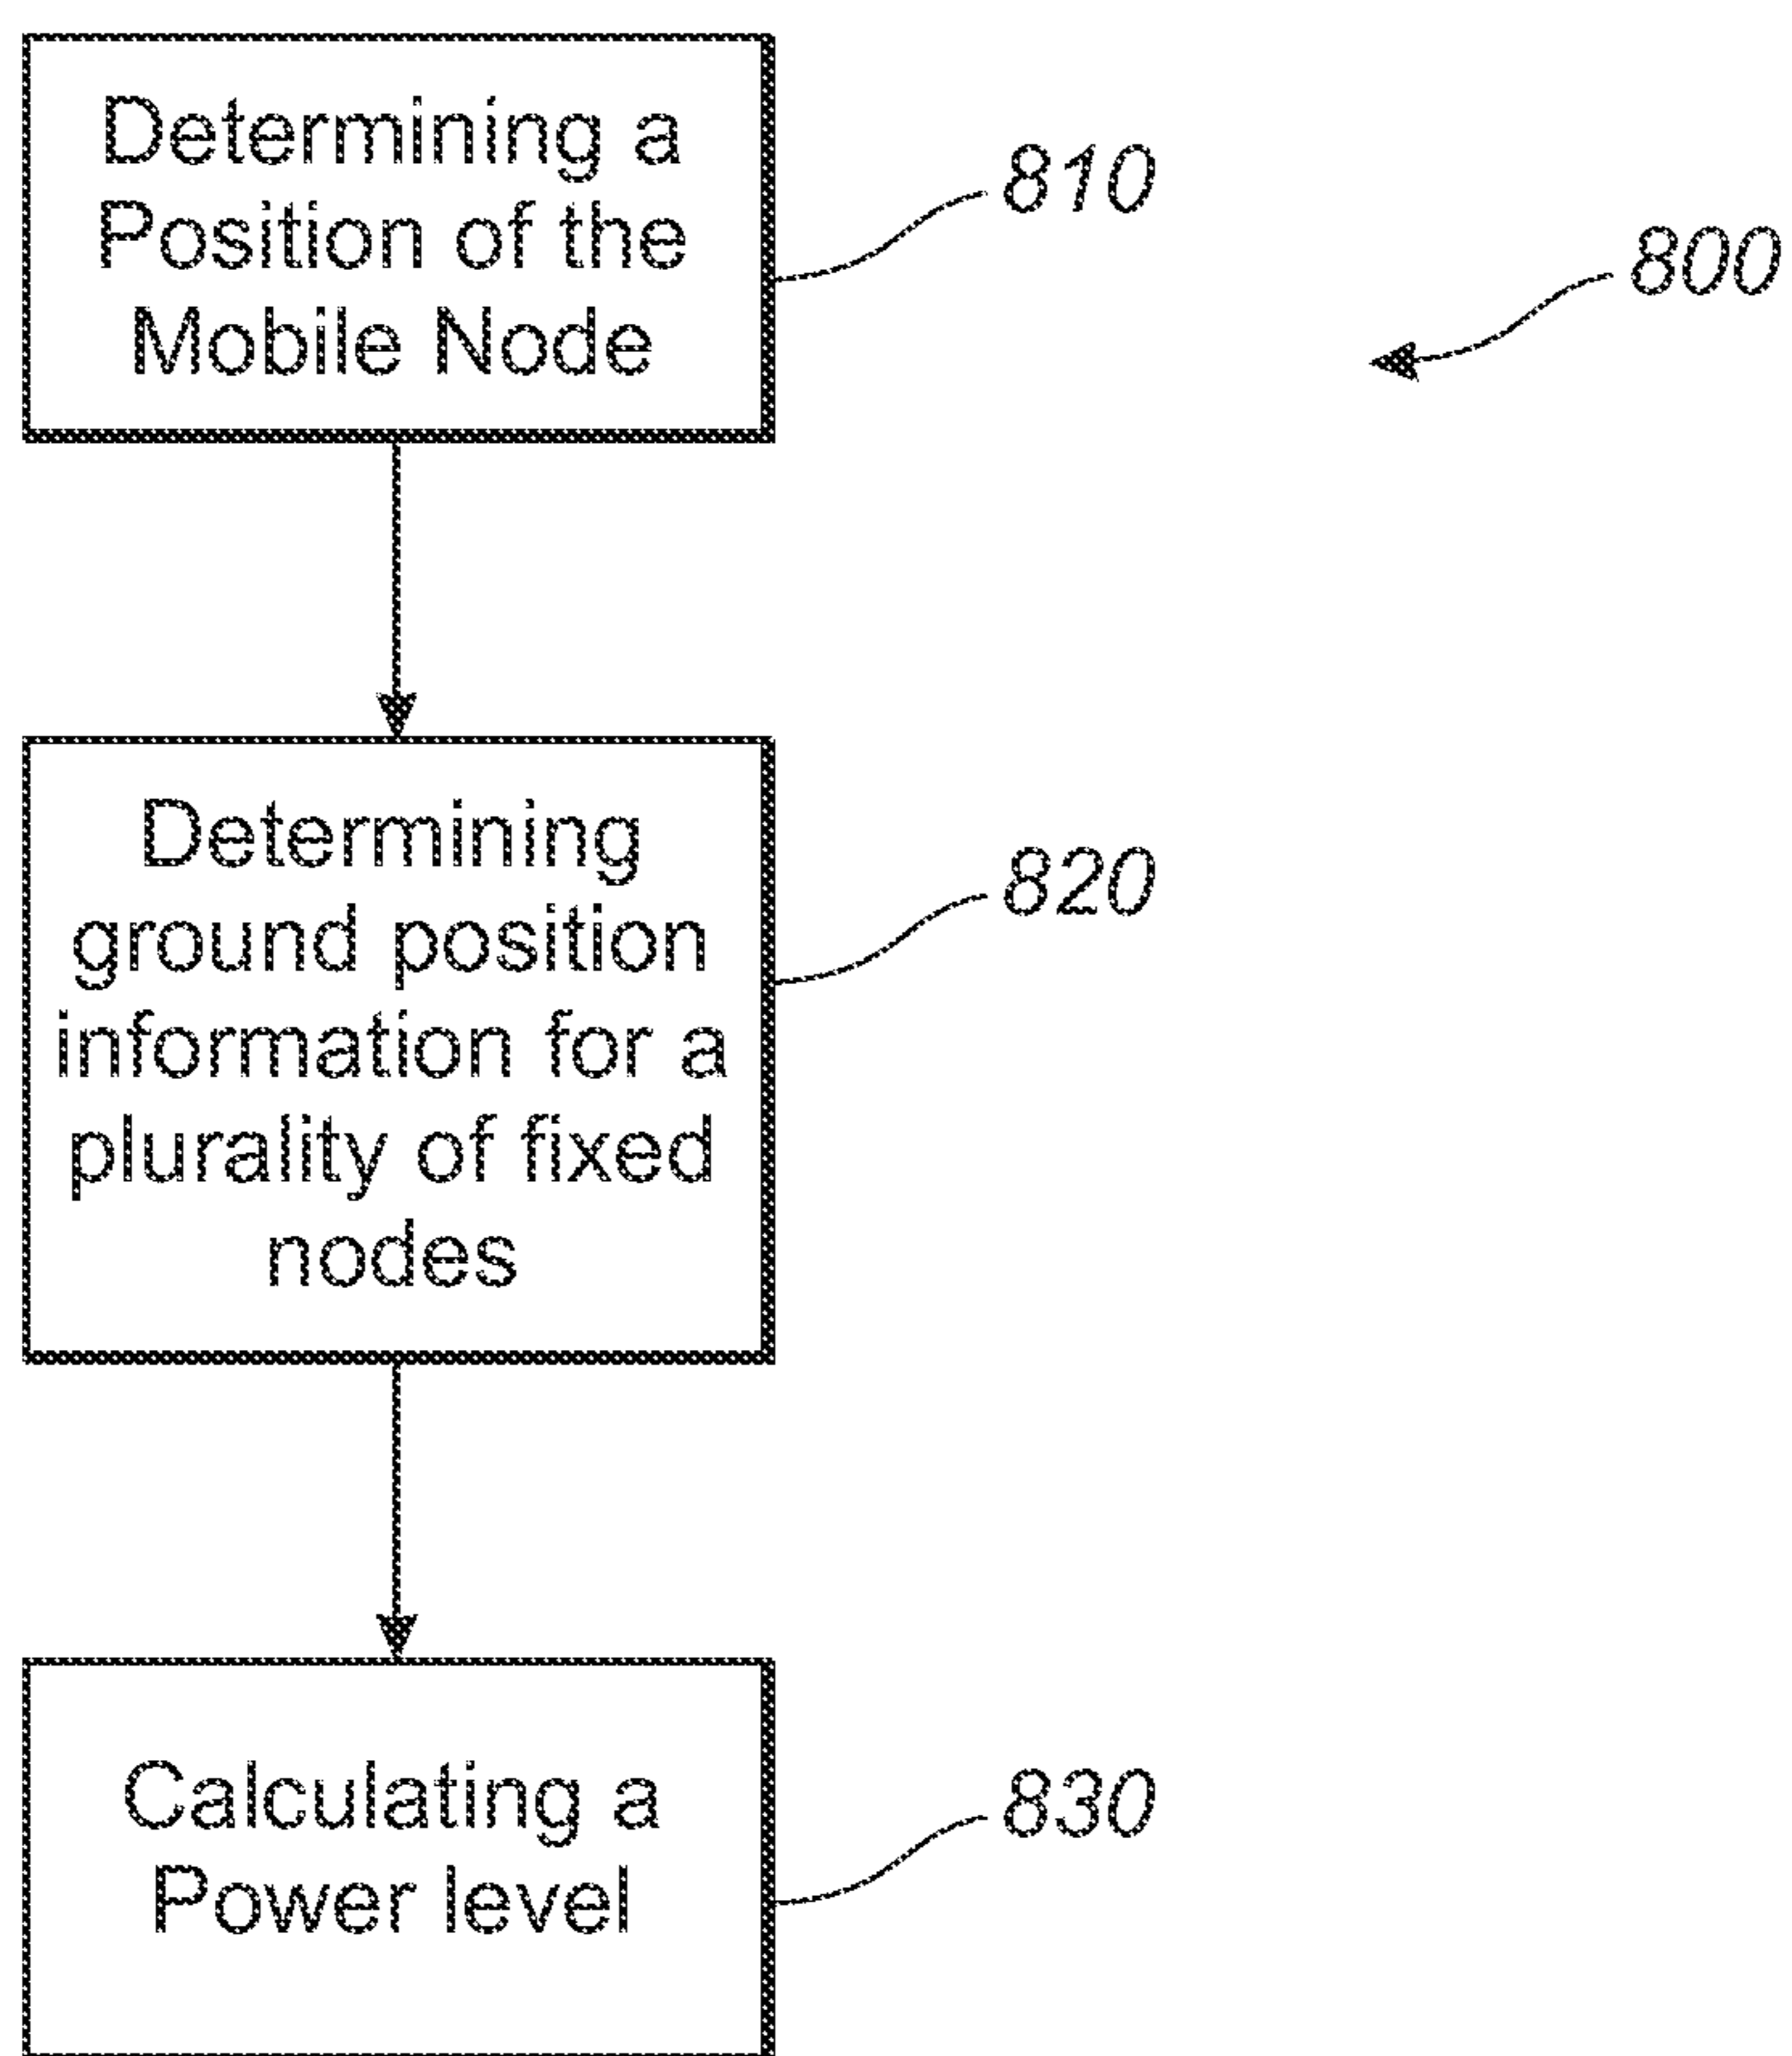 Determining a
Position of the
Mobile Node
810
800
Determining
ground position
information for a
plurality of fixed
nodes
820
Calculating a
Power level
830